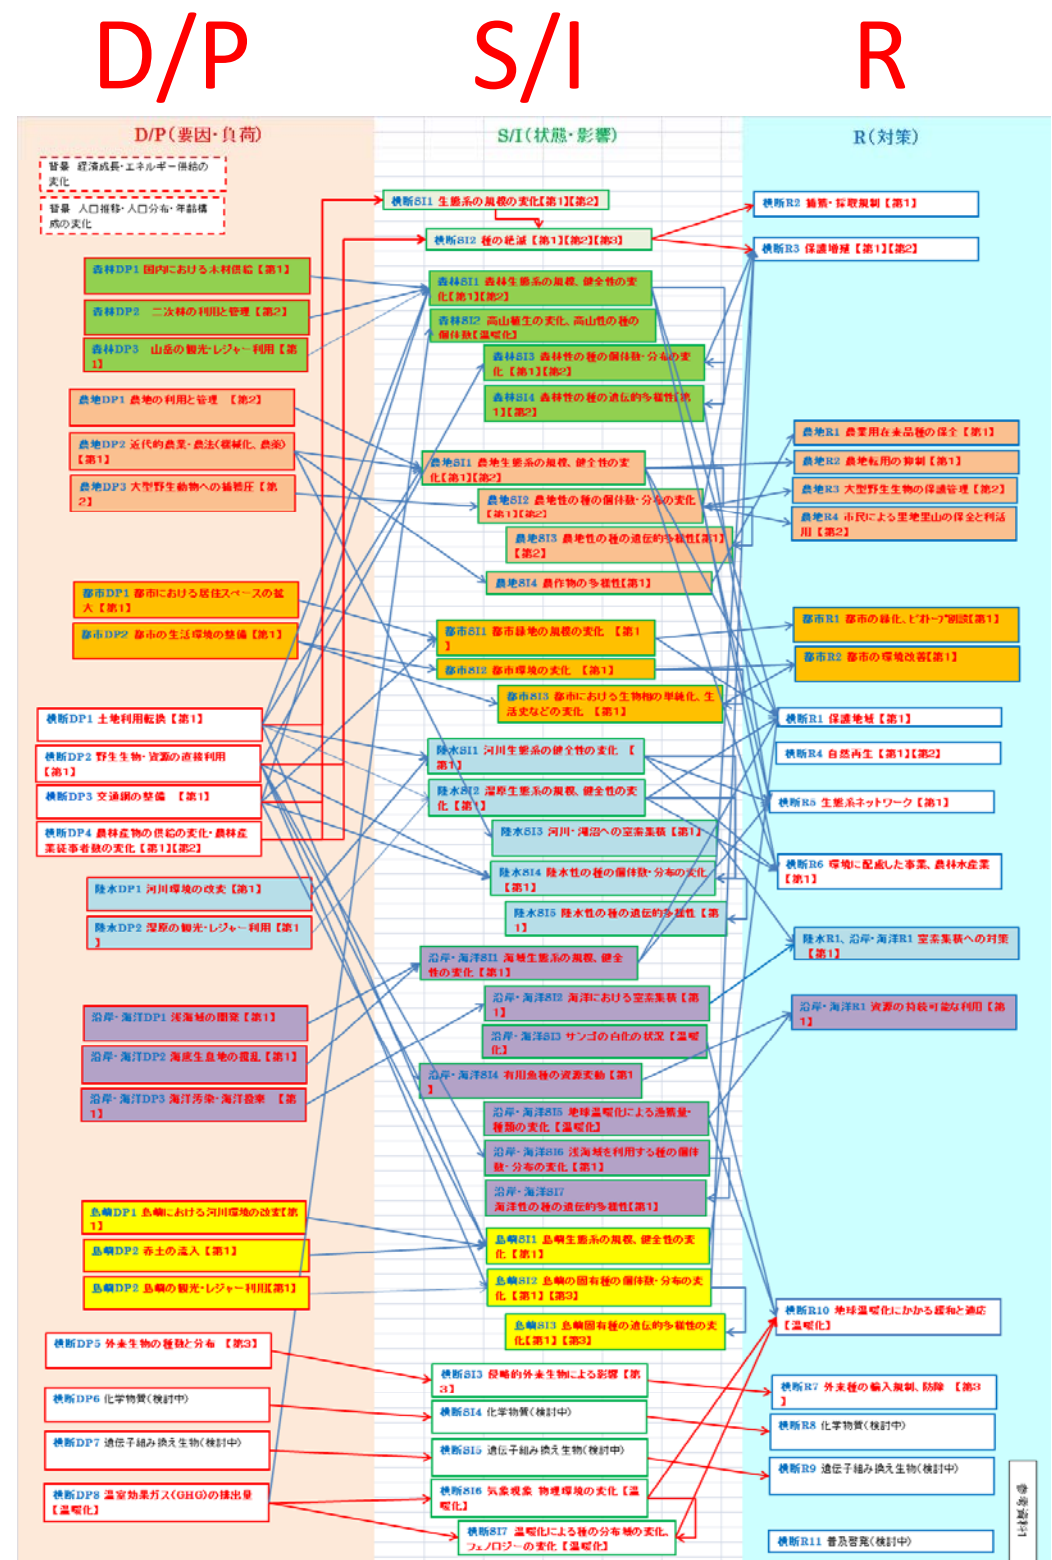 D/P
S/I
R
D/P(要因・負荷)
背景 経済成長・エネルギー供給の
変化
背景 人口推移・人口分布・年齢構
成の変化
森林DP1 国内における木材供給【第1】
森林DP2 二次林の利用と管理【第2】
森林DP3 山岳の観光・レジャー利用【第
1】
農地DP1 農地の利用と管理 【第2】
農地DP2 近代的農業・農法(機械化、農薬)
【第1】
農地DP3 大型野生動物への捕獲圧【第
2】
都市DP1 都市における居住スペースの拡
大【第1】
都市DP2 都市の生活環境の整備【第1】
横断DP1 土地利用転換【第1】
横断DP2 野生生物・資源の直接利用
【第1】
横断DP3 交通網の整備 【第1】
横断DP4 農林産物の供給の変化・農林産
業従事者数の変化【第1】【第2】
陸水DP1 河川環境の改変【第1】
陸水DP2 湿原の観光・レジャー利用【第1
】
沿岸・海洋DP1 浅海域の開発【第1】
沿岸・海洋DP2 海底生息地の攪乱【第1】
沿岸・海洋DP3 海洋汚染・海洋投棄 【第
1】
島嶼DP1 島嶼における河川環境の改変【第
1】
島嶼DP2 赤土の流入【第1】
島嶼DP2 島嶼の観光・レジャー利用【第1】
横断DP5 外来生物の種数と分布 【第3】
横断DP6 化学物質(検討中)
横断DP7 遺伝子組み換え生物(検討中)
横断DP8 温室効果ガス(GHG)の排出量
【温暖化】
S/I(状態・影響)
横断SI1 生態系の規模の変化【第1】【第2】
横断SI2 種の絶滅【第1】【第2】【第3】
森林SI1 森林生態系の規模、健全性の変
化【第1】【第2】
森林SI2 高山植生の変化、高山性の種の
個体数【温暖化】
森林SI3 森林性の種の個体数・分布の変
化【第1】【第2】
森林SI4 森林性の種の遺伝的多様性【第
1】【第2】
農地SI1 農地生態系の規模、健全性の変
化【第1】【第2】
農地SI2 農地性の種の個体数・分布の変化
【第1】【第2】
農地SI3 農地性の種の遺伝的多様性【第1】
【第2】
農地SI4 農作物の多様性【第1】
都市SI1 都市緑地の規模の変化 【第1
】
都市SI2 都市環境の変化 【第1】
都市SI3 都市における生物相の単純化、生
活史などの変化 【第1】
陸水SI1 河川生態系の健全性の変化 【
第1】
陸水SI2 湿原生態系の規模、健全性の変
化【第1】
陸水SI3 河川・湖沼への窒素集積【第1】
陸水SI4 陸水性の種の個体数・分布の変化
【第1】
陸水SI5 陸水性の種の遺伝的多様性【第
1】
沿岸・海洋SI1 海域生態系の規模、健全
性の変化【第1】
沿岸・海洋SI2 海洋における窒素集積【第
1】
沿岸・海洋SI3 サンゴの白化の状況【温暖
化】
沿岸・海洋SI4 有用魚種の資源変動【第1
】
沿岸・海洋SI5 地球温暖化による漁獲量・
種類の変化【温暖化】
沿岸・海洋SI6 浅海域を利用する種の個体
数・分布の変化【第1】
沿岸・海洋SI7
海洋性の種の遺伝的多様性【第1】
島嶼SI1 島嶼生態系の規模、健全性の変
化【第1】
島嶼SI2 島嶼の固有種の個体数・分布の変
化【第1】【第3】
島嶼SI3 島嶼固有種の遺伝的多様性の変
化【第1】【第3】
横断SI3 侵略的外来生物による影響【第
3】
横断SI4 化学物質(検討中)
横断SI5 遺伝子組み換え生物(検討中)
横断SI6 気象現象 物理環境の変化【温
暖化】
横断SI7 温暖化による種の分布域の変化、
フェノロジーの変化【温暖化】
R(対策)
横断R2 捕獲・採取規制【第1】
横断R3 保護増殖【第1】【第2】
農地R1 農業用在来品種の保全【第1】
農地R2 農地転用の抑制【第1】
農地R3 大型野生生物の保護管理【第2】
農地R4 市民による里地里山の保全と利活
用【第2】
都市R1 都市の緑化、ビオトープ創設【第1】
都市R2 都市の環境改善【第1】
横断R1 保護地域【第1】
横断R4 自然再生【第1】【第2】
横断R5 生態系ネットワーク【第1】
横断R6 環境に配慮した事業、農林水産業
【第1】
陸水R1、沿岸・海洋R1 窒素集積への対策
【第1】
沿岸・海洋R1 資源の持続可能な利用【第
1】
横断R10 地球温暖化にかかる緩和と適応
【温暖化】
横断R7 外来種の輸入規制、防除 【第3
】
横断R8 化学物質(検討中)
横断R9 遺伝子組み換え生物(検討中)
横断R11 普及啓発(検討中)
参考資料1